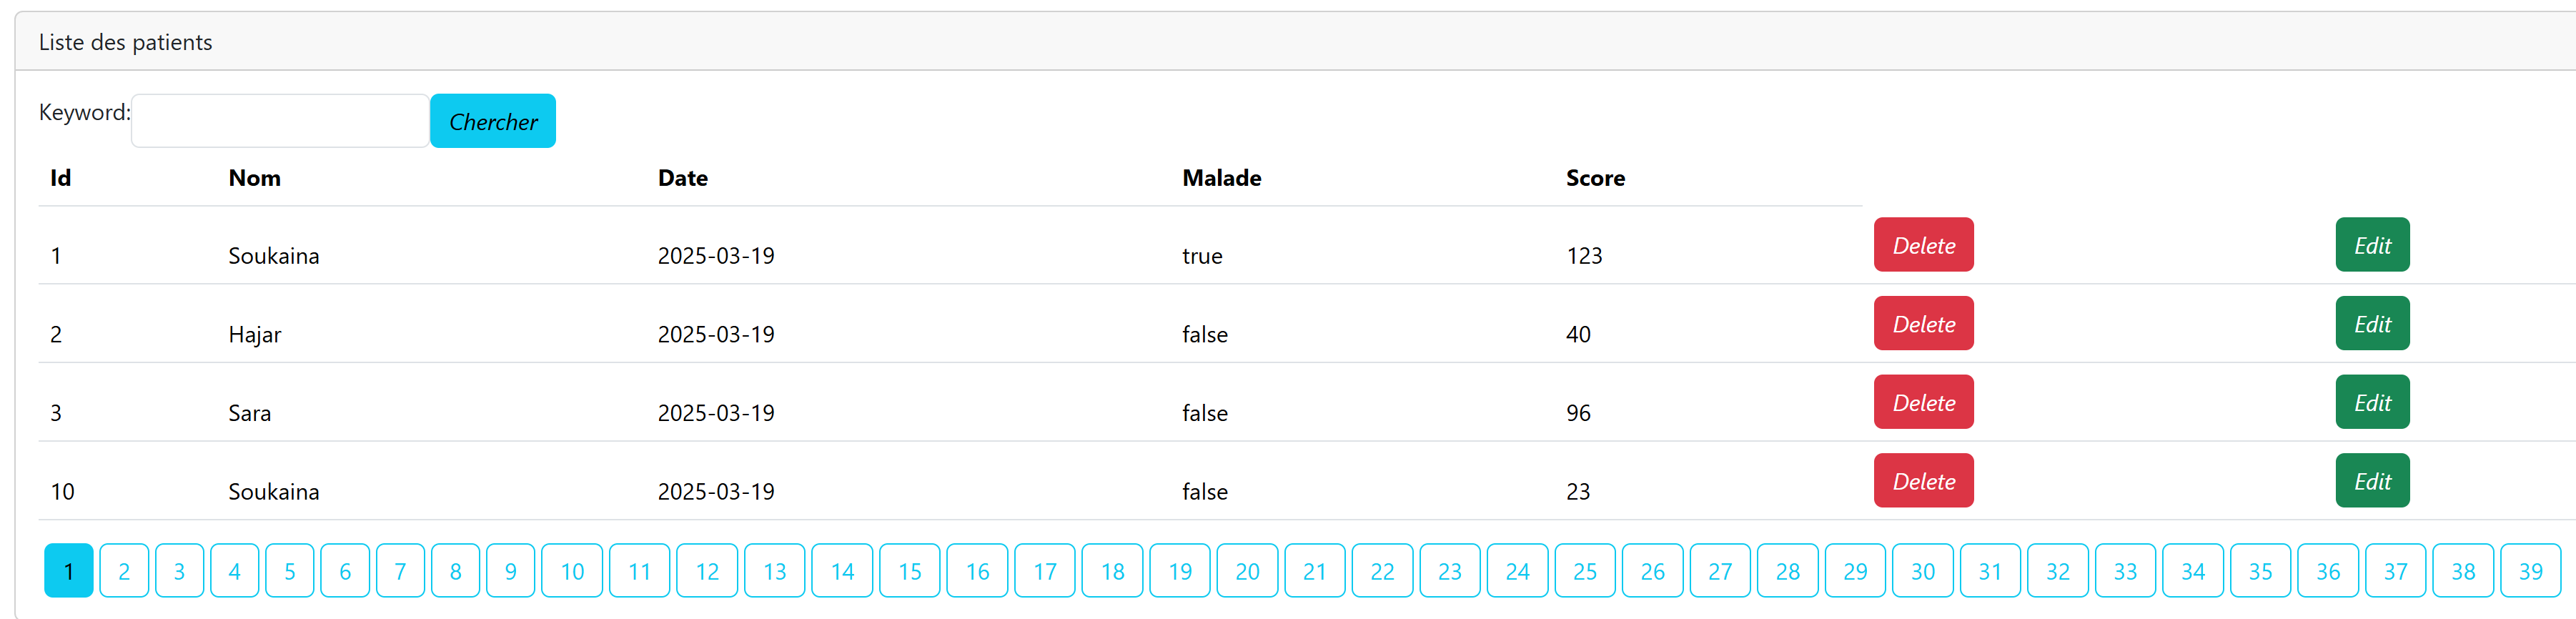 Liste des patients
Keyword: Chercher
Id Nom Date Malade Score
1 Soukaina 2025-03-19 true 123 Delete Edit
2 Hajar 2025-03-19 false 40 Delete Edit
3 Sara 2025-03-19 false 96 Delete Edit
10 Soukaina 2025-03-19 false 23 Delete Edit
1 2 3 4 5 6 7 8 9 10 11 12 13 14 15 16 17 18 19 20 21 22 23 24 25 26 27 28 29 30 31 32 33 34 35 36 37 38 39